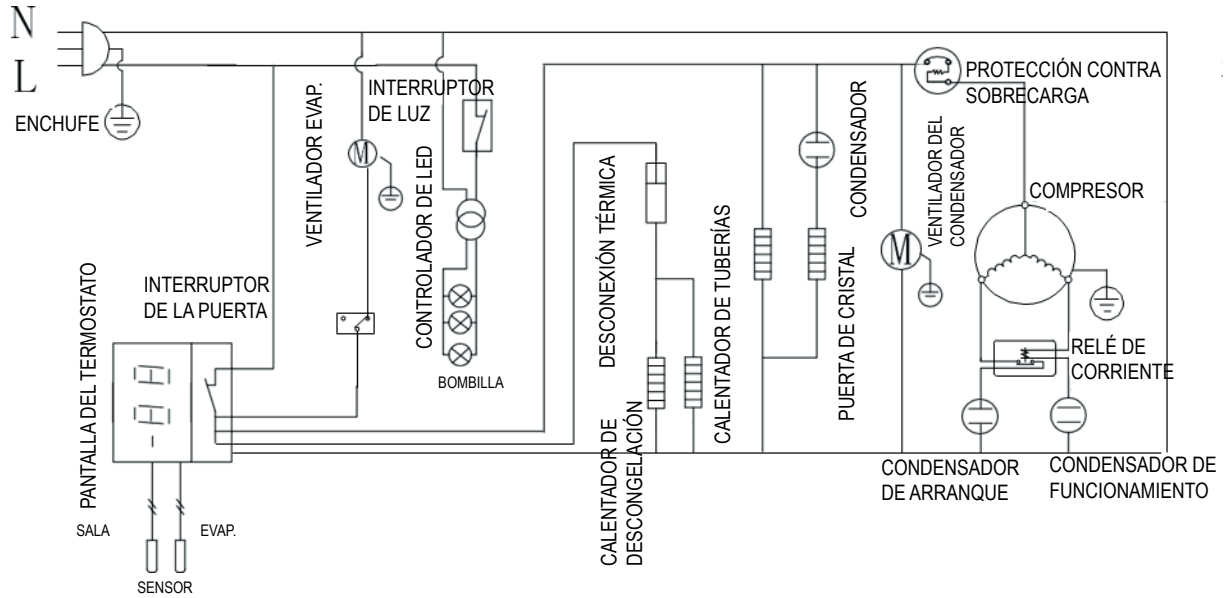 N
L
ENCHUFE
VENTILADOR EVAP.
INTERRUPTOR
DE LUZ
CONTROLADOR DE LED
BOMBILLA
INTERRUPTOR
DE LA PUERTA
PANTALLA DEL TERMOSTATO
SALA
EVAP.
SENSOR
M
DESCONEXIÓN TÉRMICA
CALENTADOR DE
DESCONGELACIÓN
CALENTADOR DE TUBERÍAS
CONDENSADOR
PUERTA DE CRISTAL
M
VENTILADOR DEL
CONDENSADOR
PROTECCIÓN CONTRA
SOBRECARGA
COMPRESOR
RELÉ DE
CORRIENTE
CONDENSADOR
DE ARRANQUE
CONDENSADOR DE
FUNCIONAMIENTO